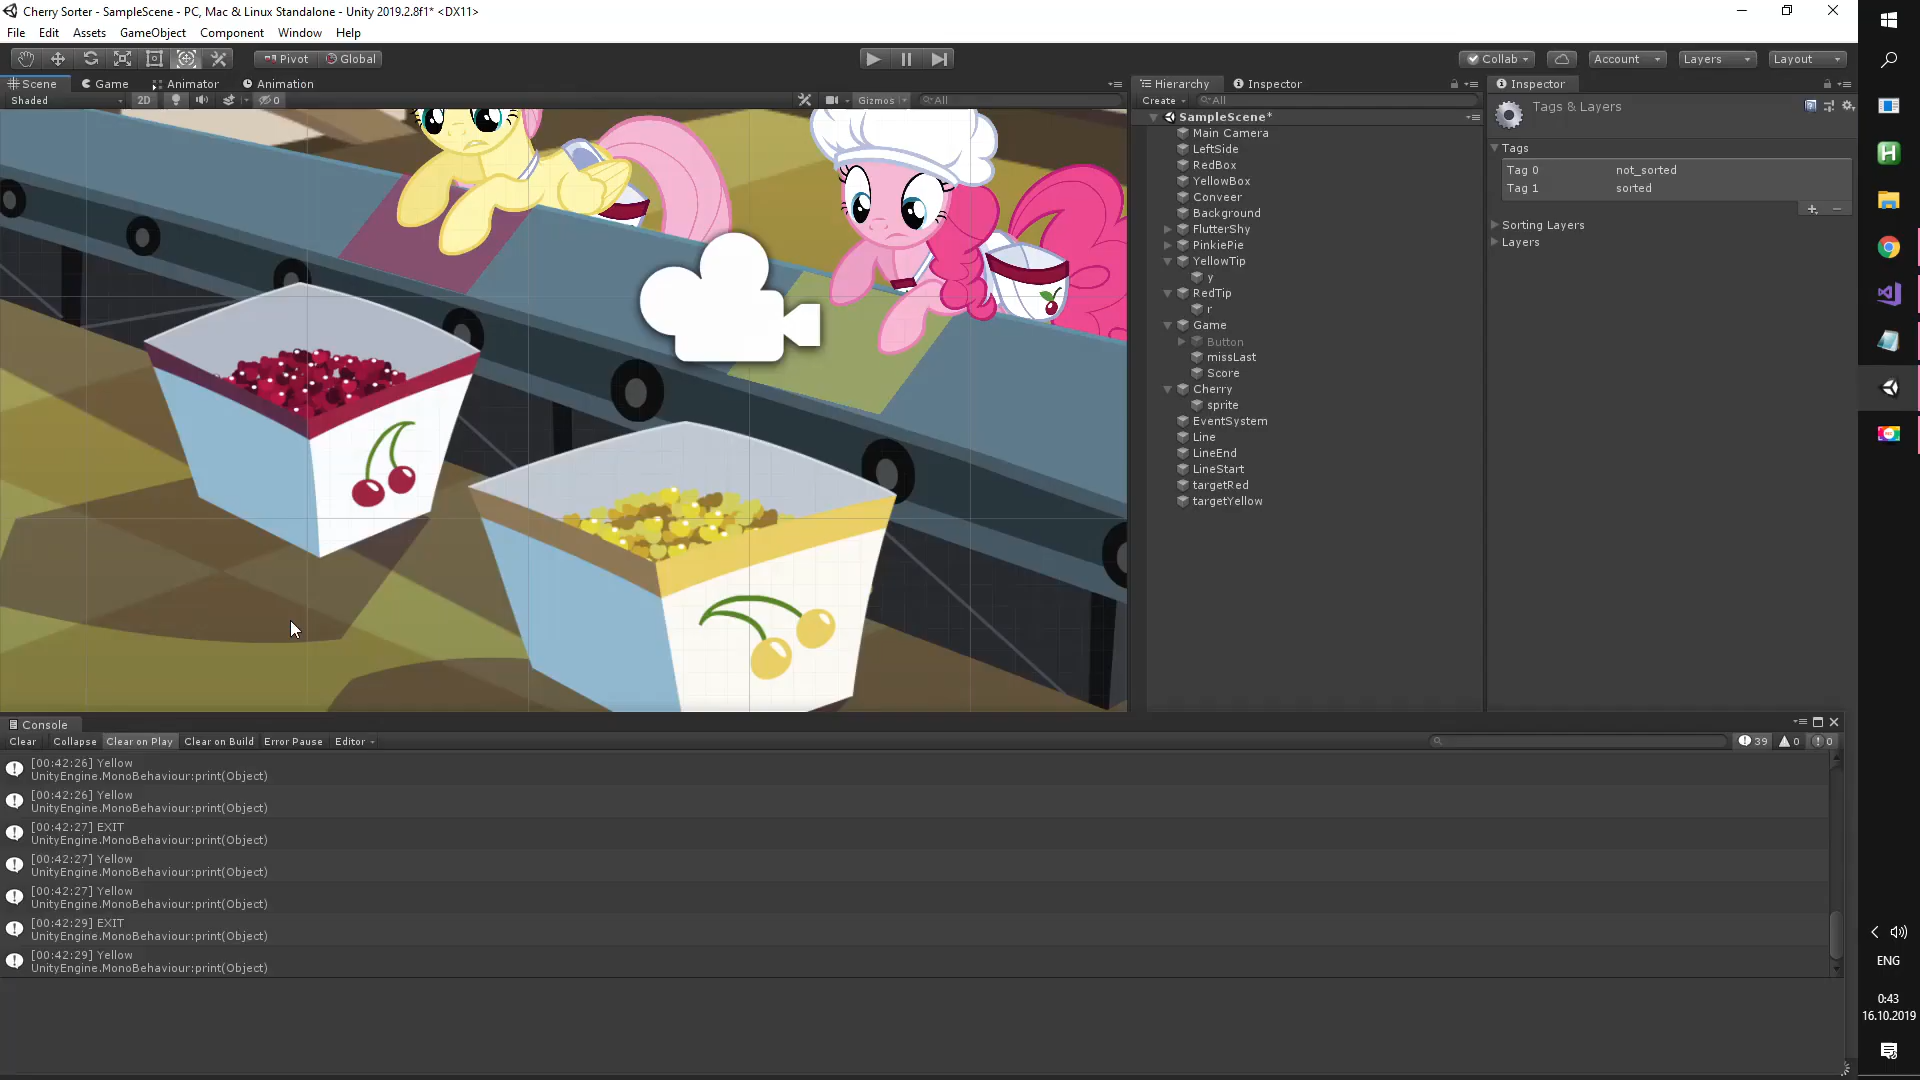 Cherry Sorter - SampleScene - PC, Mac & Linux Standalone - Unity 2019.2.8f1* <DX11>
File Edit Assets GameObject Component Window Help
Pivot Global Collab Account Layers Layout
Scene Game Animator Animation
Shaded 2D 0 Gizmos All
Hierarchy Inspector
Create All
SampleScene*
Main Camera
LeftSide
RedBox
YellowBox
Conveer
Background
FlutterShy
PinkiePie
YellowTip
y
RedTip
r
Game
Button
missLast
Score
Cherry
sprite
EventSystem
Line
LineEnd
LineStart
targetRed
targetYellow
Inspector
Tags & Layers
Tags
Tag 0 not_sorted
Tag 1 sorted
Sorting Layers
Layers
Console
Clear Collapse Clear on Play Clear on Build Error Pause Editor 39 0 0
[00:42:26] Yellow
UnityEngine.MonoBehaviour:print(Object)
[00:42:26] Yellow
UnityEngine.MonoBehaviour:print(Object)
[00:42:27] EXIT
UnityEngine.MonoBehaviour:print(Object)
[00:42:27] Yellow
UnityEngine.MonoBehaviour:print(Object)
[00:42:27] Yellow
UnityEngine.MonoBehaviour:print(Object)
[00:42:29] EXIT
UnityEngine.MonoBehaviour:print(Object)
[00:42:29] Yellow
UnityEngine.MonoBehaviour:print(Object)
ENG
0:43
16.10.2019